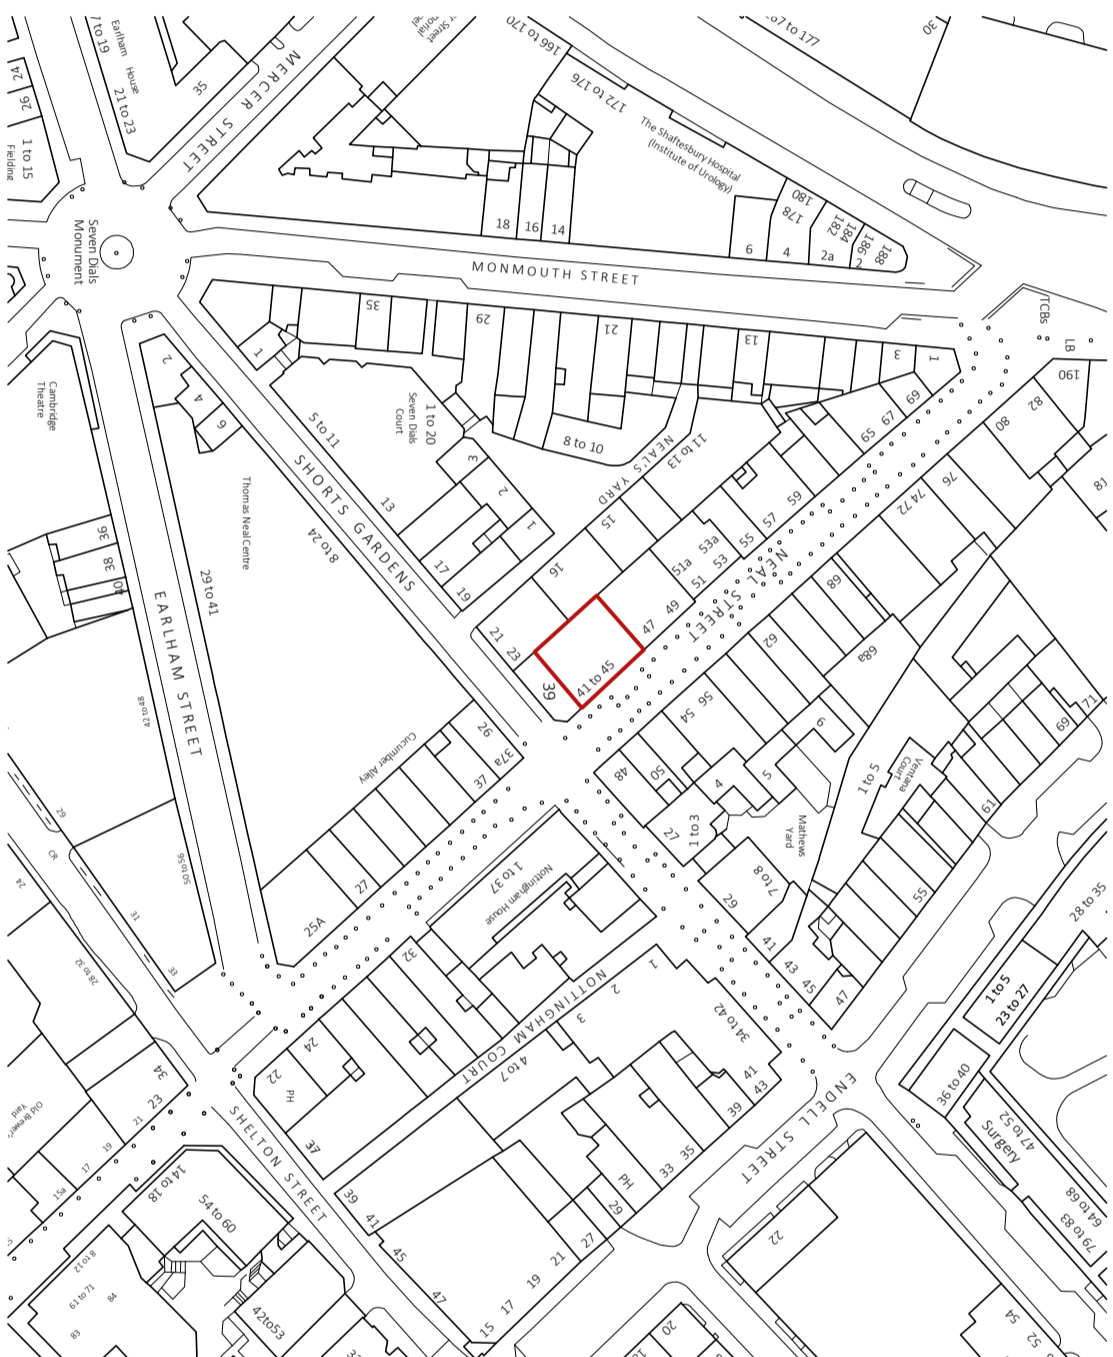 7 to 19
Earlham
House
21 to 23
35
MERCER STREET
166 to 170
172 to 176
The Shaftesbury Hospital
(Institute of Urology)
to 177
30
24
26
1 to 15
Fielding
Seven Dials
Monument
18
16
14
6
4
2a
2
180
178
182
184
186
188
MONMOUTH STREET
TCBs
LB
190
35
29
21
13
3
1
69
67
65
82
80
76
74
72
81
1
2
4
6
Cambridge
Theatre
5 to 11
1 to 20
Seven Dials
Court
8 to 10
NEAL'S YARD
11 to 13
3
2
1
13
17
19
SHORTS GARDENS
8 to 24
Thomas Neal Centre
15
16
59
57
55
53a
53
51a
51
49
47
NEAL STREET
41 to 45
39
21
23
36
38
40
29 to 41
EARLHAM STREET
42 to 48
50 to 56
68
68a
62
56
54
50
48
26
37a
37
Cucumber Alley
27
25A
9
5
4
1 to 3
27
Mathews
Yard
7 to 8
29
1 to 5
Ventana
Court
71
69
61
55
41
43
45
47
28 to 35
1 to 5
23 to 27
36 to 40
Surgery
47 to 52
64 to 68
79 to 83
29
CR
24
31
33
28 to 32
34
1 to 37
Nottingham House
32
24
22
PH
37
NOTTINGHAM COURT
1
2
3
4 to 7
34 to 42
41
43
39
35
33
PH
29
27
21
19
17
15
ENDELL STREET
22
SHELTON STREET
39
41
45
47
Old Brewer's
Yard
23
21
19
17
15a
14 to 18
54 to 60
8 to 12
61 to 71
84
83
42to53
20
54
52